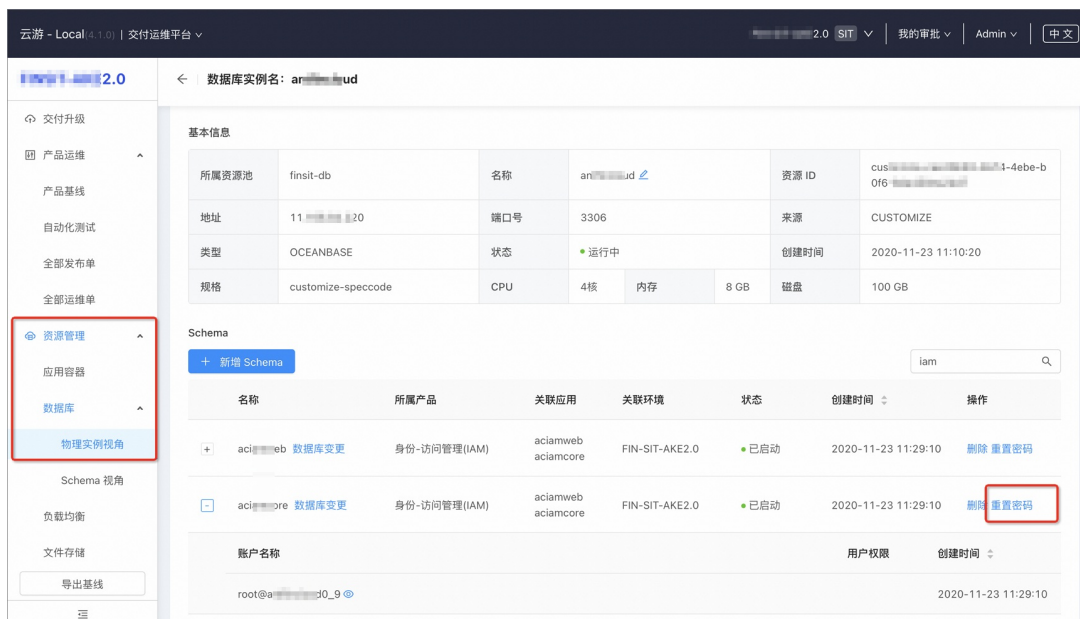 云游 - Local(4.1.0) | 交付运维平台
2.0 SIT 我的审批 Admin 中 文
2.0
数据库实例名：
交付升级
产品运维
产品基线
自动化测试
全部发布单
全部运维单
资源管理
应用容器
数据库
物理实例视角
Schema 视角
负载均衡
文件存储
导出基线
基本信息
所属资源池 finsit-db 名称 资源 ID
地址 端口号 3306 来源 CUSTOMIZE
类型 OCEANBASE 状态 运行中 创建时间 2020-11-23 11:10:20
规格 customize-speccode CPU 4核 内存 8 GB 磁盘 100 GB
Schema
+ 新增 Schema iam
名称 所属产品 关联应用 关联环境 状态 创建时间 操作
+ 数据库变更 身份-访问管理(IAM) aciamweb FIN-SIT-AKE2.0 已启动 2020-11-23 11:29:10 删除 重置密码
aciamcore
- 数据库变更 身份-访问管理(IAM) aciamweb FIN-SIT-AKE2.0 已启动 2020-11-23 11:29:10 删除 重置密码
aciamcore
账户名称 用户权限 创建时间
2020-11-23 11:29:10